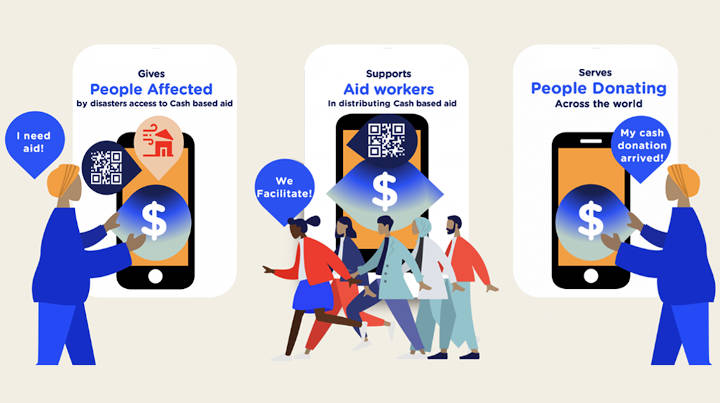 Gives
People Affected
by disasters access to Cash based aid
I need
aid!
$
Supports
Aid workers
In distributing Cash based aid
We
Facilitate!
$
Serves
People Donating
Across the world
My cash
donation
arrived!
$